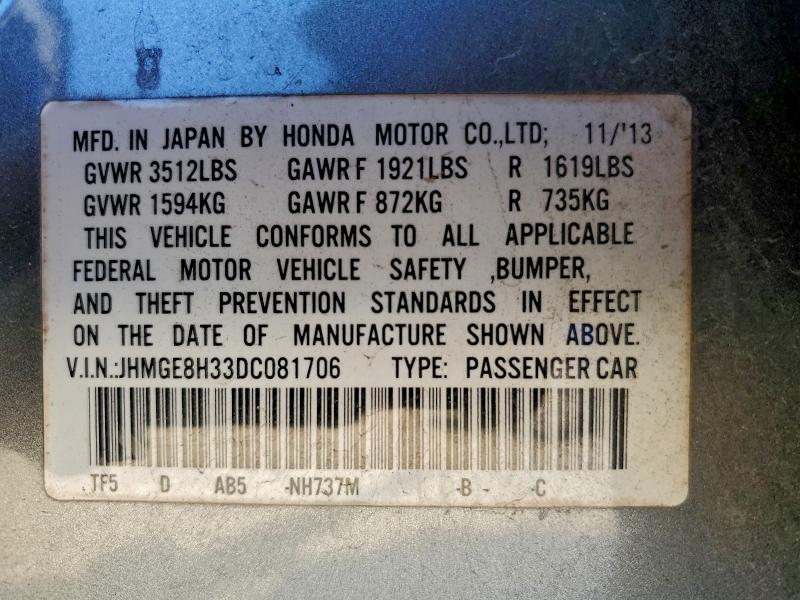 MFD. IN JAPAN BY HONDA MOTOR CO.,LTD; 11/'13
GVWR 3512LBS GAWR F 1921LBS R 1619LBS
GVWR 1594KG GAWR F 872KG R 735KG
THIS VEHICLE CONFORMS TO ALL APPLICABLE
FEDERAL MOTOR VEHICLE SAFETY ,BUMPER,
AND THEFT PREVENTION STANDARDS IN EFFECT
ON THE DATE OF MANUFACTURE SHOWN ABOVE.
V.I.N.:JHMGE8H33DC081706 TYPE: PASSENGER CAR
TF5 D AB5 -NH737M -B - -C